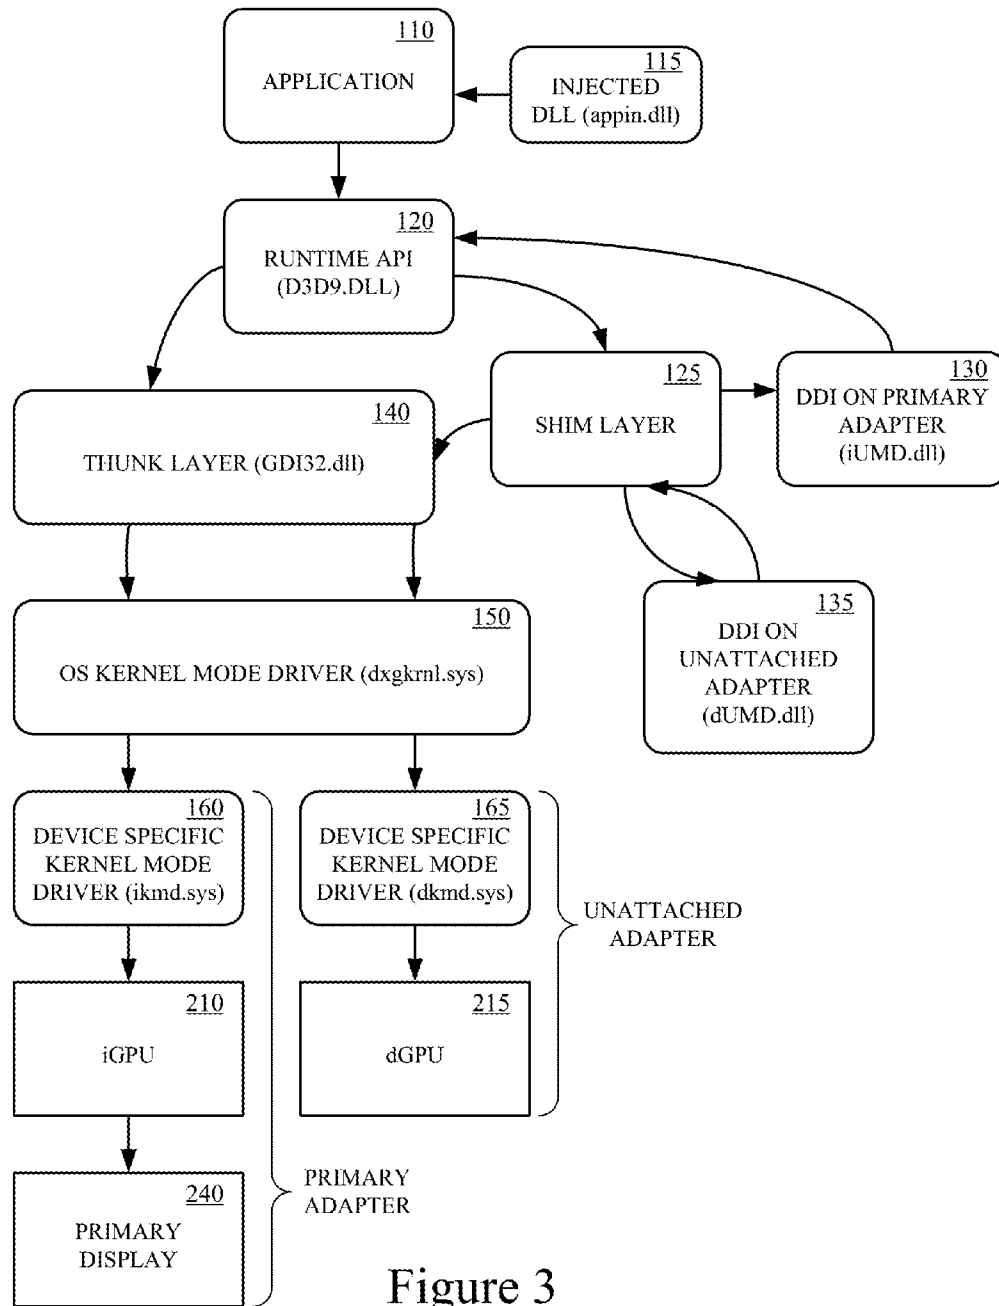 110
APPLICATION
115
INJECTED
DLL (appin.dll)
120
RUNTIME API
(D3D9.DLL)
125
SHIM LAYER
130
DDI ON PRIMARY
ADAPTER
(iUMD.dll)
140
THUNK LAYER (GDI32.dll)
135
DDI ON
UNATTACHED
ADAPTER
(dUMD.dll)
150
OS KERNEL MODE DRIVER (dxgkrnl.sys)
160
DEVICE SPECIFIC
KERNEL MODE
DRIVER (ikmd.sys)
165
DEVICE SPECIFIC
KERNEL MODE
DRIVER (dkmd.sys)
UNATTACHED
ADAPTER
210
iGPU
215
dGPU
PRIMARY
ADAPTER
240
PRIMARY
DISPLAY
Figure 3